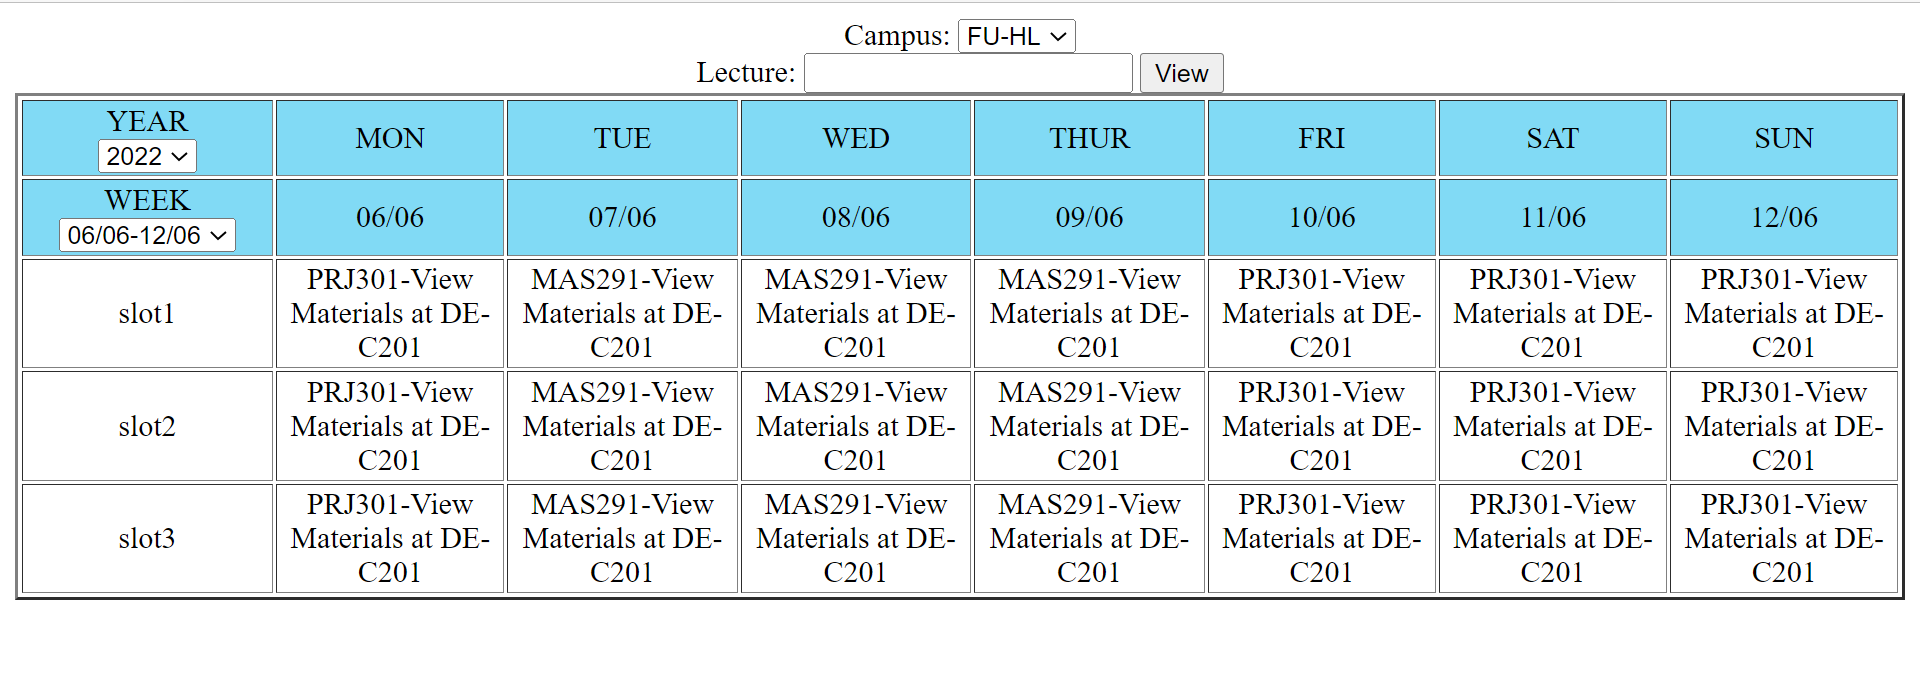 Campus: FU-HL
Lecture: View
YEAR
2022
MON
TUE
WED
THUR
FRI
SAT
SUN
WEEK
06/06-12/06
06/06
07/06
08/06
09/06
10/06
11/06
12/06
slot1
PRJ301-View
Materials at DE-
C201
MAS291-View
Materials at DE-
C201
MAS291-View
Materials at DE-
C201
MAS291-View
Materials at DE-
C201
PRJ301-View
Materials at DE-
C201
PRJ301-View
Materials at DE-
C201
PRJ301-View
Materials at DE-
C201
slot2
PRJ301-View
Materials at DE-
C201
MAS291-View
Materials at DE-
C201
MAS291-View
Materials at DE-
C201
MAS291-View
Materials at DE-
C201
PRJ301-View
Materials at DE-
C201
PRJ301-View
Materials at DE-
C201
PRJ301-View
Materials at DE-
C201
slot3
PRJ301-View
Materials at DE-
C201
MAS291-View
Materials at DE-
C201
MAS291-View
Materials at DE-
C201
MAS291-View
Materials at DE-
C201
PRJ301-View
Materials at DE-
C201
PRJ301-View
Materials at DE-
C201
PRJ301-View
Materials at DE-
C201